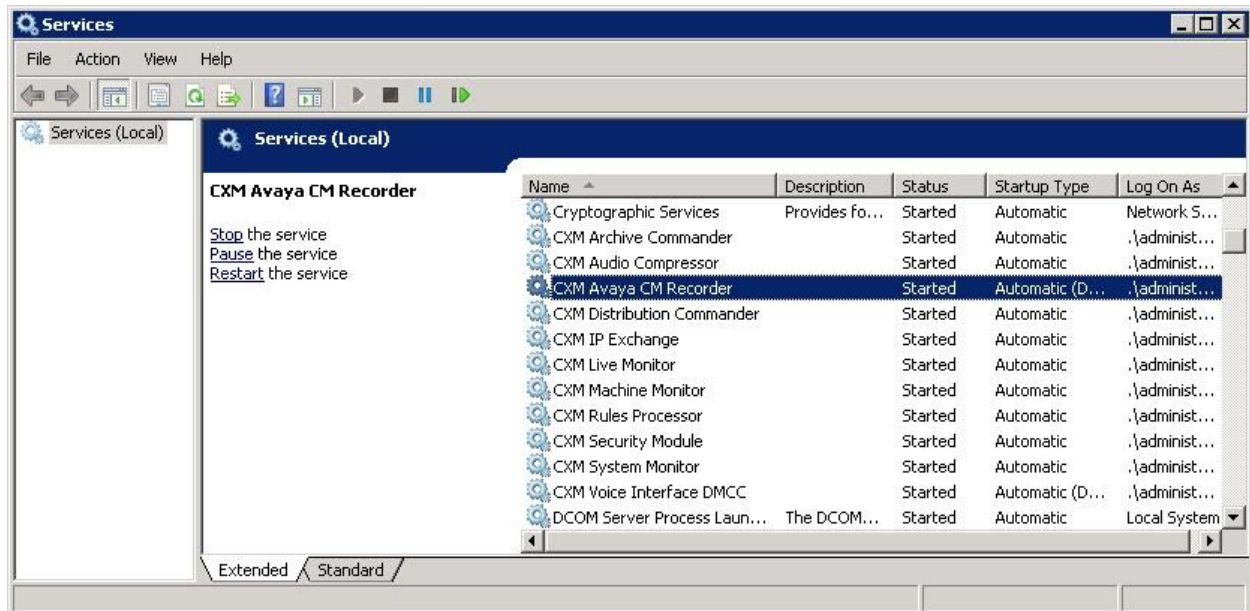 Services
File Action View Help
Services (Local)
Services (Local)
CXM Avaya CM Recorder
Stop the service
Pause the service
Restart the service
Name Description Status Startup Type Log On As
Cryptographic Services Provides fo... Started Automatic Network S...
CXM Archive Commander Started Automatic .\administ...
CXM Audio Compressor Started Automatic .\administ...
CXM Avaya CM Recorder Started Automatic (D... .\administ...
CXM Distribution Commander Started Automatic .\administ...
CXM IP Exchange Started Automatic .\administ...
CXM Live Monitor Started Automatic .\administ...
CXM Machine Monitor Started Automatic .\administ...
CXM Rules Processor Started Automatic .\administ...
CXM Security Module Started Automatic .\administ...
CXM System Monitor Started Automatic .\administ...
CXM Voice Interface DMCC Started Automatic (D... .\administ...
DCOM Server Process Laun... The DCOM... Started Automatic Local System
Extended Standard